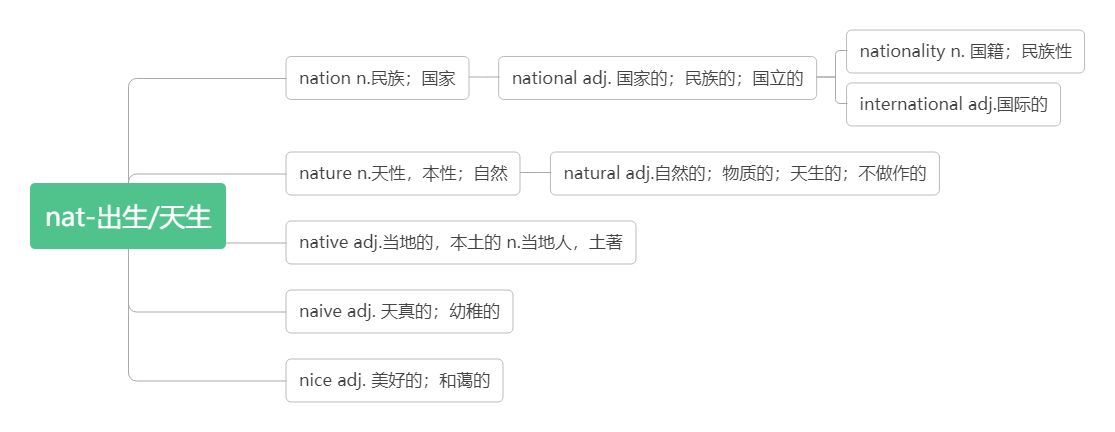 nat-出生/天生
nation n.民族；国家
national adj. 国家的；民族的；国立的
nationality n. 国籍；民族性
international adj.国际的
nature n.天性，本性；自然
natural adj.自然的；物质的；天生的；不做作的
native adj.当地的，本土的 n.当地人，土著
naive adj. 天真的；幼稚的
nice adj. 美好的；和蔼的